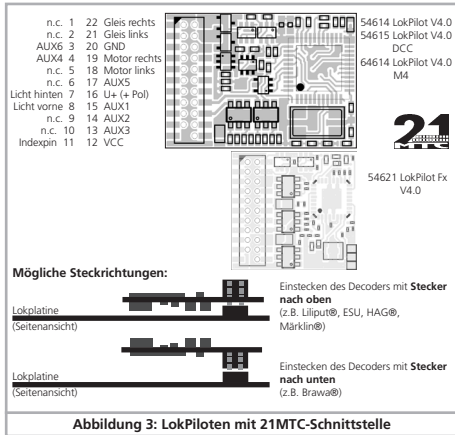 n.c. 1 22 Gleis rechts
n.c. 2 21 Gleis links
AUX6 3 20 GND
AUX4 4 19 Motor rechts
n.c. 5 18 Motor links
n.c. 6 17 AUX5
Licht hinten 7 16 U+ (+ Pol)
Licht vorne 8 15 AUX1
n.c. 9 14 AUX2
n.c. 10 13 AUX3
Indexpin 11 12 VCC
54614 LokPilot V4.0
54615 LokPilot V4.0
DCC
64614 LokPilot V4.0
M4
21
MTC
54621 LokPilot Fx
V4.0
Mögliche Steckrichtungen:
Lokplatine
(Seitenansicht)
Einstecken des Decoders mit Stecker
nach oben
(z.B. Liliput®, ESU, HAG®,
Märklin®)
Lokplatine
(Seitenansicht)
Einstecken des Decoders mit Stecker
nach unten
(z.B. Brawa®)
Abbildung 3: LokPiloten mit 21MTC-Schnittstelle